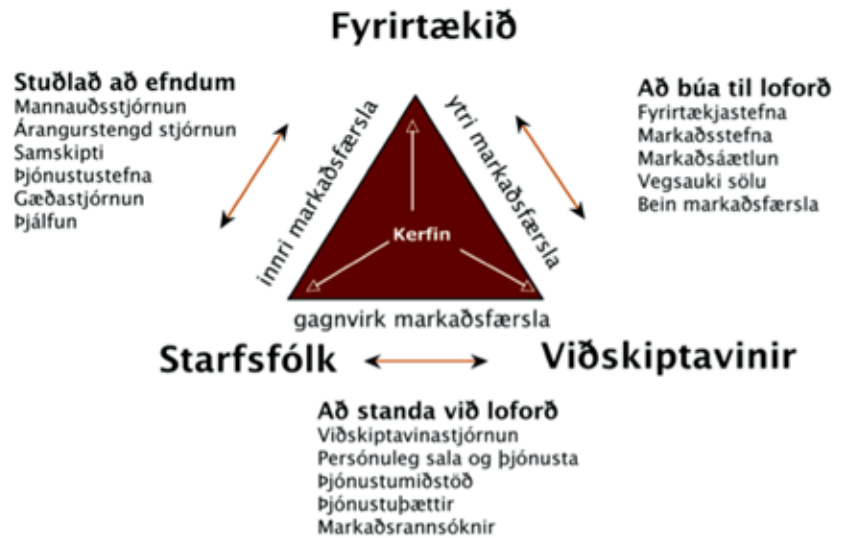 Fyrirtækið
Stuðlað að efndum
Mannauðsstjórnun
Árangurstengd stjórnun
Samskipti
Þjónustustefna
Gæðastjórnun
Þjálfun
innri markaðsfærsla
ytri markaðsfærsla
Að búa til loforð
Fyrirtækjastefna
Markaðsstefna
Markaðsáætlun
Vegsauki sölu
Bein markaðsfærsla
Kerfin
gagnvirk markaðsfærsla
Starfsfólk
Viðskiptavinir
Að standa við loforð
Viðskiptavinastjórnun
Persónuleg sala og þjónusta
Þjónustumiðstöð
Þjónustuþættir
Markaðsrannsóknir